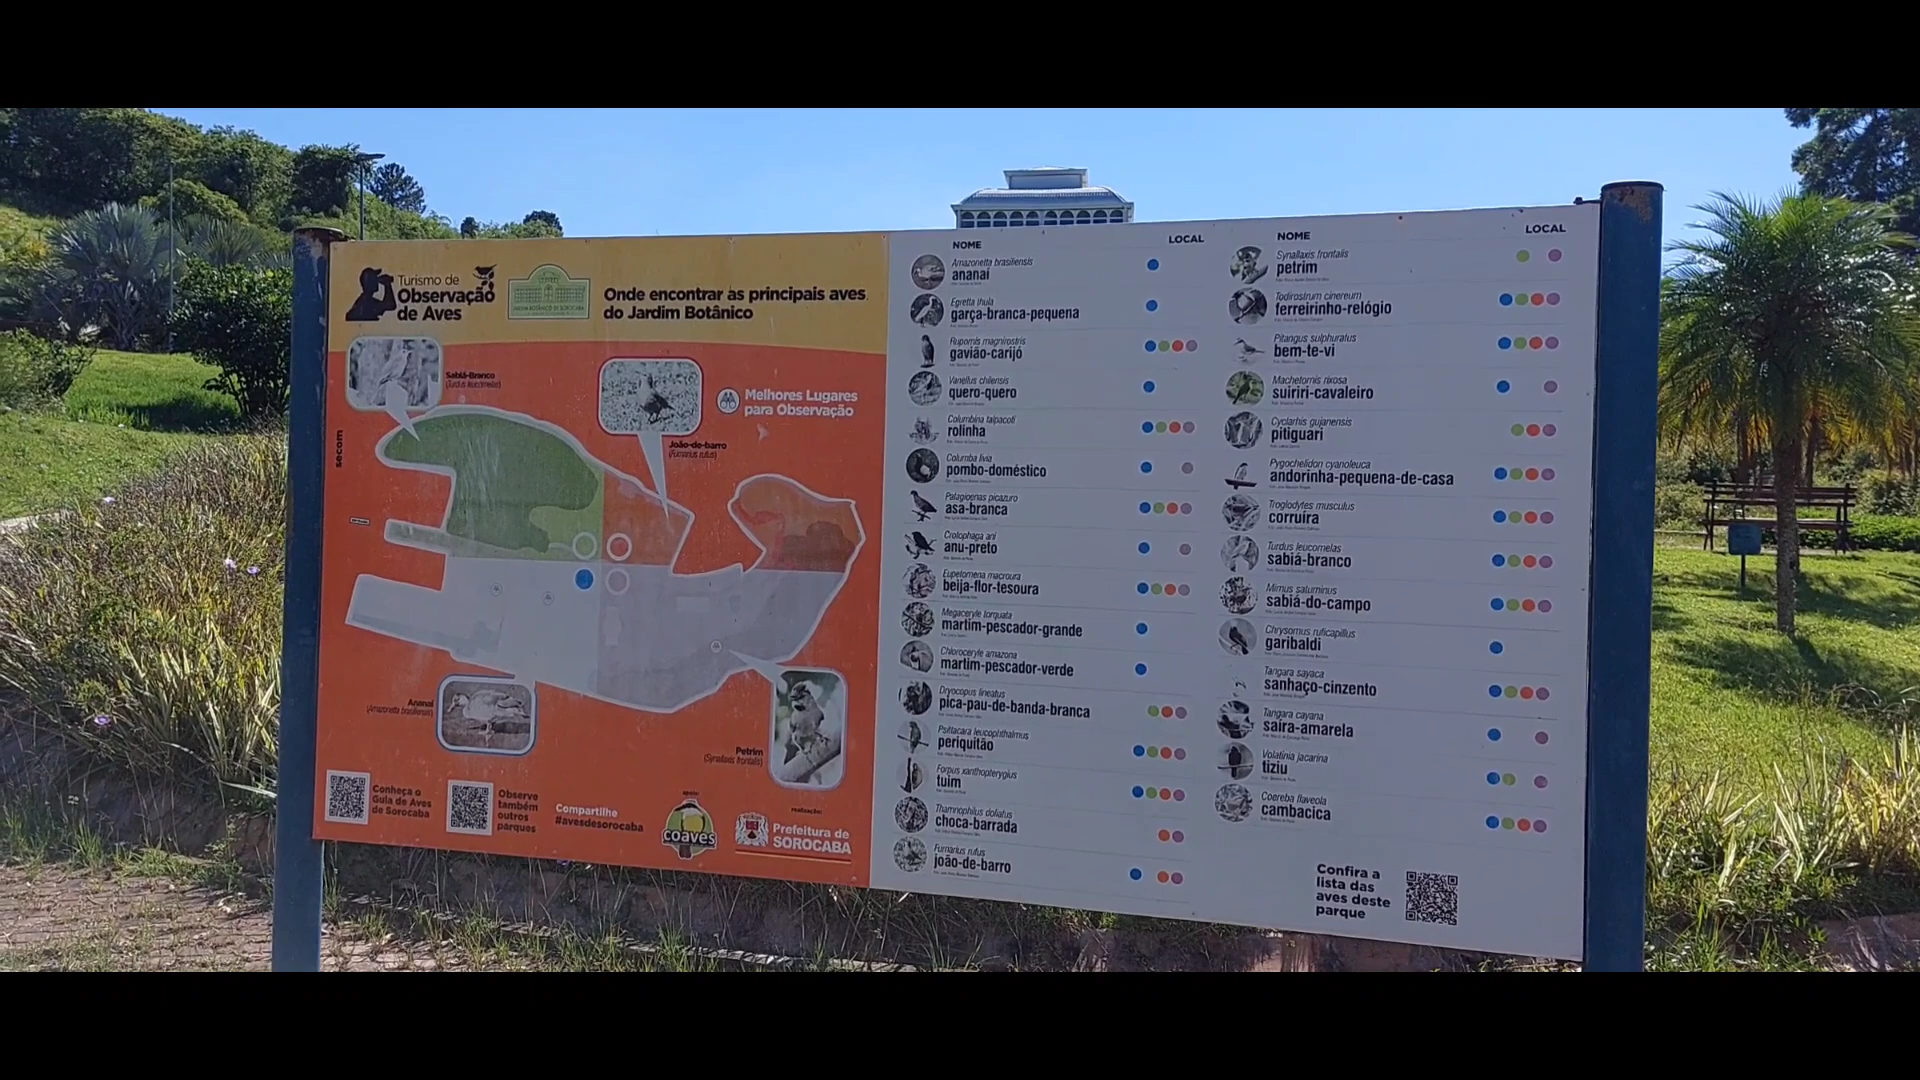 Turismo de
Observação
de Aves
Onde encontrar as principais aves
do Jardim Botânico
Sabiá-Branco
(Turdus leucomelas)
João-de-barro
(Furnarius rufus)
Melhores Lugares
para Observação
secom
Ananaí
(Amazonetta brasiliensis)
Petrim
(Synallaxis frontalis)
Conheça o
Guia de Aves
de Sorocaba
Observe
também
outros
parques
Compartilhe
#avesdesorocaba
apoio:
coaves
realização:
Prefeitura de
SOROCABA
NOME LOCAL
Amazonetta brasiliensis
ananaí
Egretta thula
garça-branca-pequena
Rupornis magnirostris
gavião-carijó
Vanellus chilensis
quero-quero
Columbina talpacoti
rolinha
Columba livia
pombo-doméstico
Patagioenas picazuro
asa-branca
Crotophaga ani
anu-preto
Eupetomena macroura
beija-flor-tesoura
Megaceryle torquata
martim-pescador-grande
Chloroceryle amazona
martim-pescador-verde
Dryocopus lineatus
pica-pau-de-banda-branca
Psittacara leucophthalmus
periquitão
Forpus xanthopterygius
tuim
Thamnophilus doliatus
choca-barrada
Furnarius rufus
joão-de-barro
NOME LOCAL
Synallaxis frontalis
petrim
Todirostrum cinereum
ferreirinho-relógio
Pitangus sulphuratus
bem-te-vi
Machetornis rixosa
suiriri-cavaleiro
Cyclarhis gujanensis
pitiguari
Pygochelidon cyanoleuca
andorinha-pequena-de-casa
Troglodytes musculus
corruíra
Turdus leucomelas
sabiá-branco
Mimus saturninus
sabiá-do-campo
Chrysomus ruficapillus
garibaldi
Tangara sayaca
sanhaço-cinzento
Tangara cayana
saíra-amarela
Volatinia jacarina
tiziu
Coereba flaveola
cambacica
Confira a
lista das
aves deste
parque